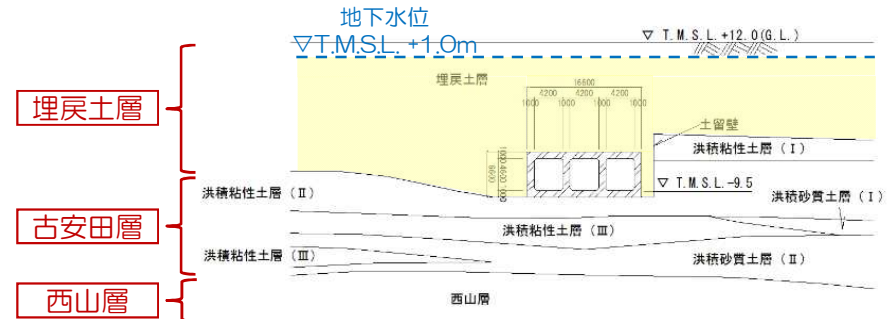 地下水位
▽T.M.S.L. +1.0m
▽ T.M.S.L.+12.0(G.L.)
埋戻土層
埋戻土層
16600
4200 4200 4200
1000 1000 1000 1000
土留壁
洪積粘性土層(Ⅰ)
1000
4600
1000
6600
▽ T.M.S.L.-9.5
洪積粘性土層(Ⅱ)
洪積砂質土層(Ⅰ)
古安田層
洪積粘性土層(Ⅲ)
洪積粘性土層(Ⅲ)
洪積砂質土層(Ⅱ)
西山層
西山層